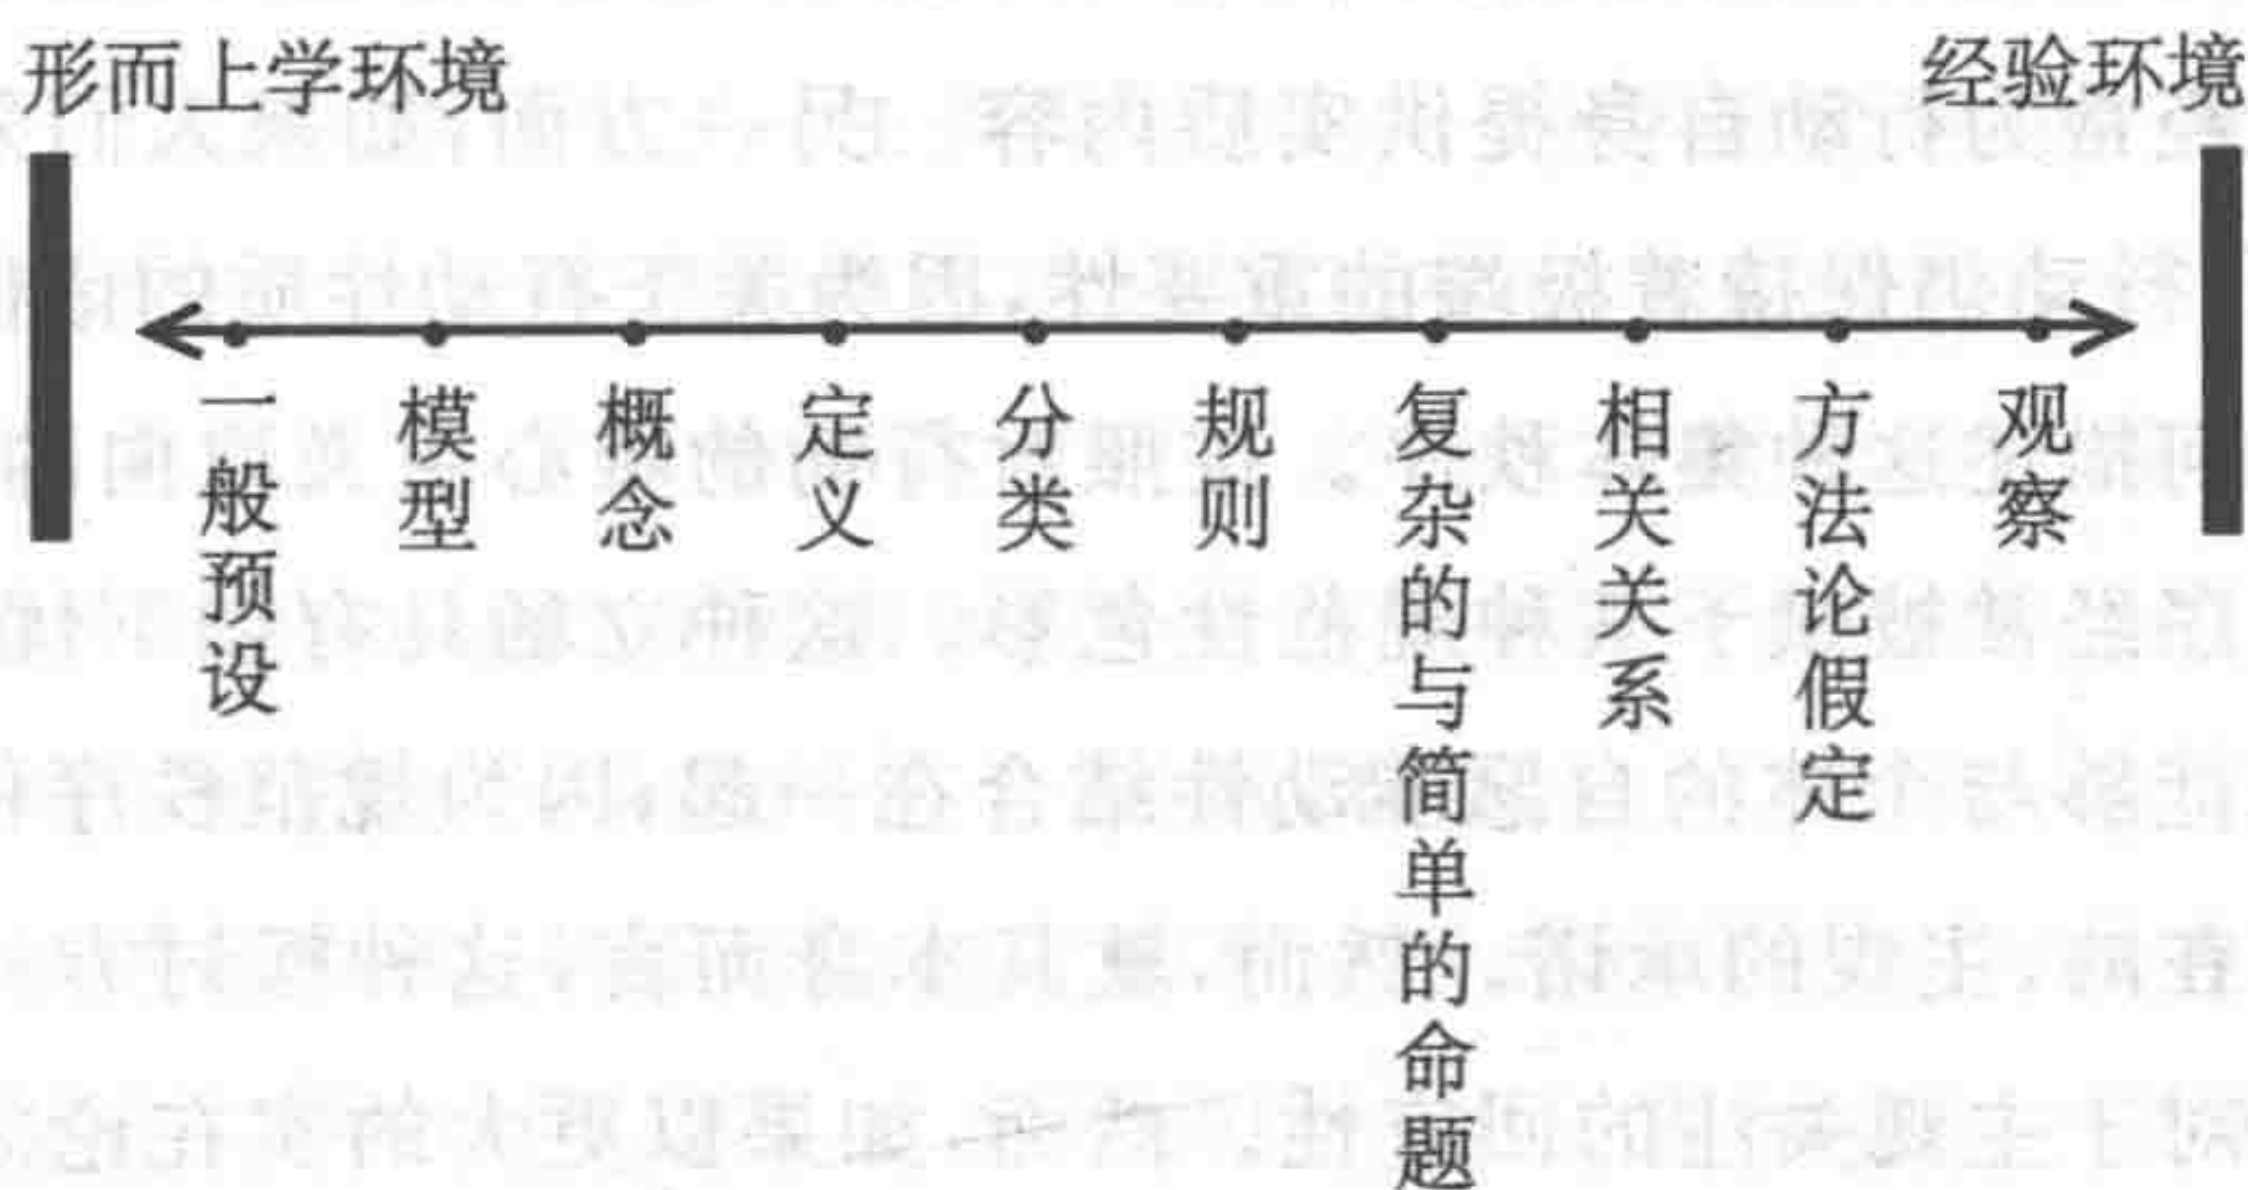 形而上学环境
经验环境
一般预设
模型
概念
定义
分类
规则
复杂的与简单的命题
相关关系
方法论假定
观察